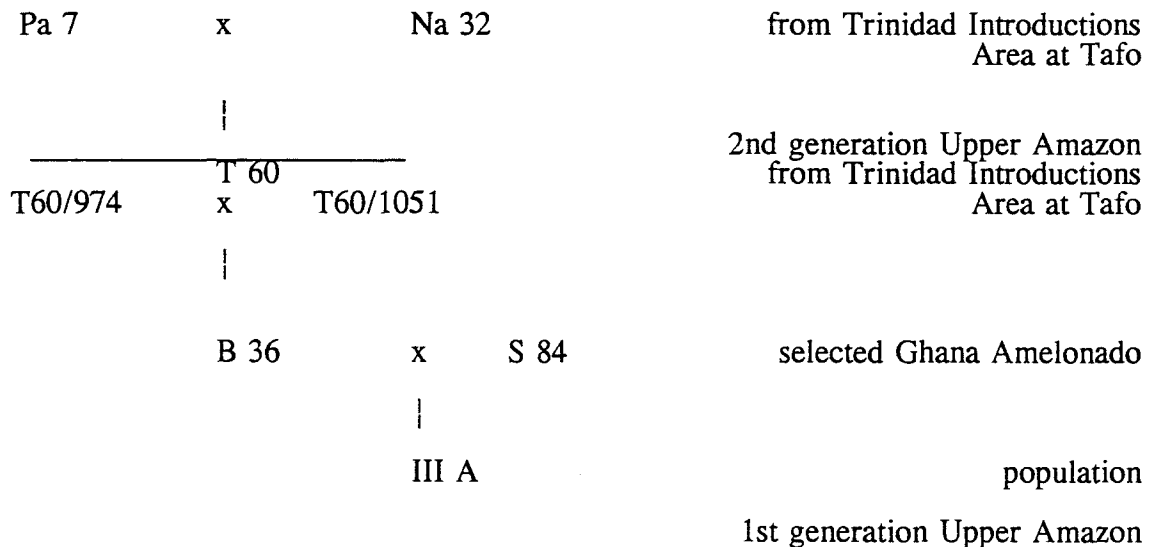 Pa 7 x Na 32 from Trinidad Introductions
Area at Tafo
2nd generation Upper Amazon
T 60 from Trinidad Introductions
T60/974 x T60/1051 Area at Tafo
B 36 x S 84 selected Ghana Amelonado
III A population
1st generation Upper Amazon